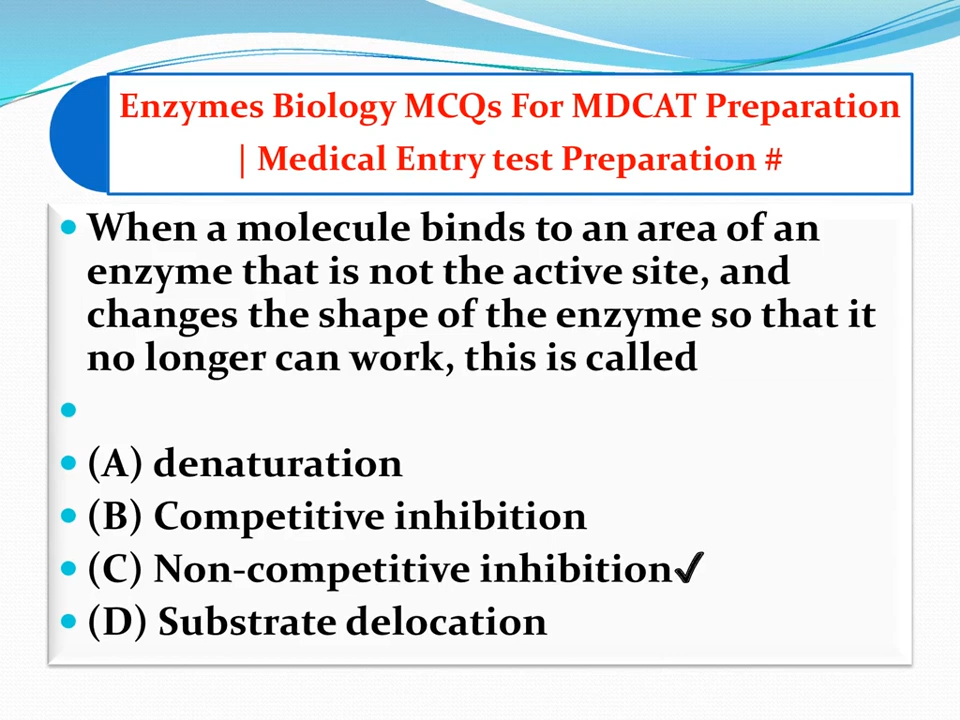 Enzymes Biology MCQs For MDCAT Preparation
| Medical Entry test Preparation #
• When a molecule binds to an area of an
enzyme that is not the active site, and
changes the shape of the enzyme so that it
no longer can work, this is called
•
• (A) denaturation
• (B) Competitive inhibition
• (C) Non-competitive inhibition✓
• (D) Substrate delocation